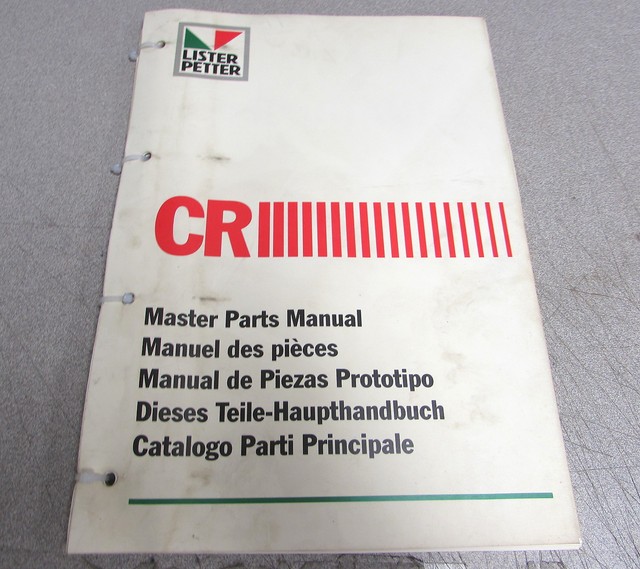 LISTER
PETTER
CR
Master Parts Manual
Manuel des pièces
Manual de Piezas Prototipo
Dieses Teile-Haupthandbuch
Catalogo Parti Principale